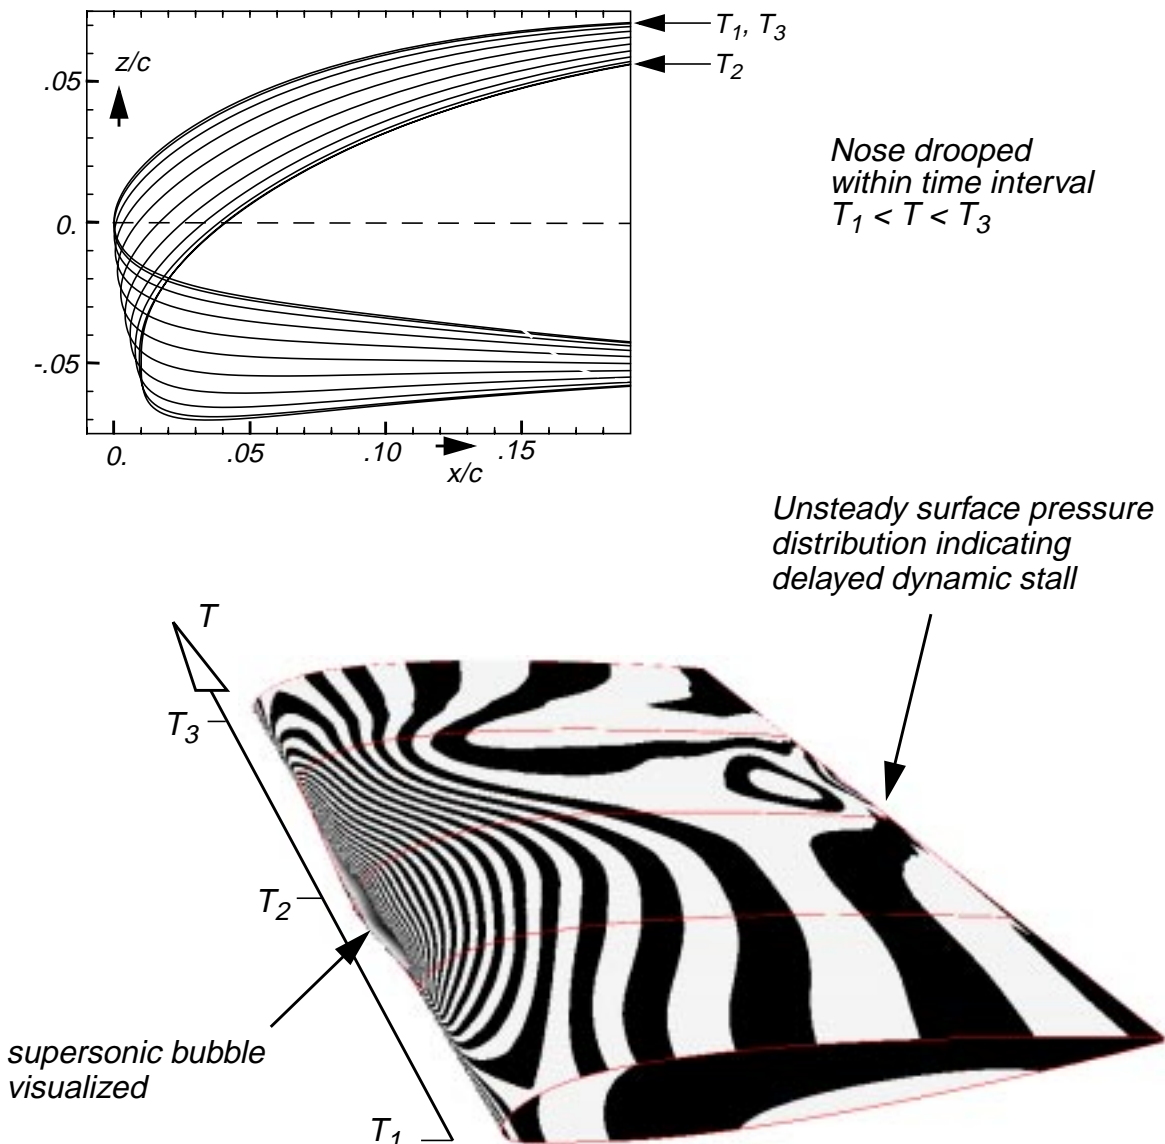 T1, T3
z/c
T2
.05
Nose drooped
within time interval
T1 < T < T3
0.
-.05
0. .05 .10 .15
x/c
Unsteady surface pressure
distribution indicating
delayed dynamic stall
T
T3
T2
supersonic bubble
visualized
T1